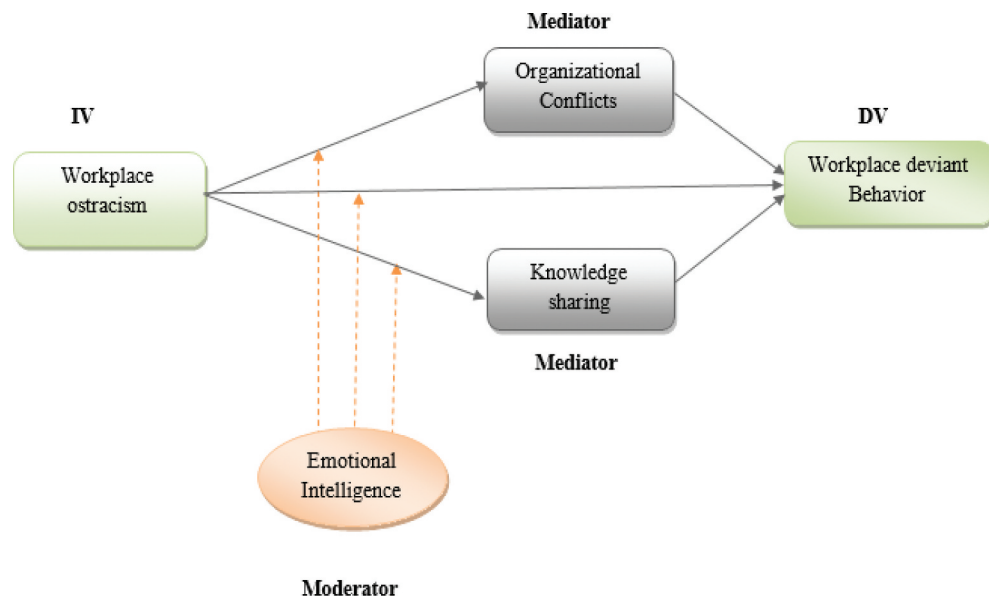 Mediator
Organizational
Conflicts
IV
DV
Workplace
ostracism
Workplace deviant
Behavior
Knowledge
sharing
Mediator
Emotional
Intelligence
Moderator